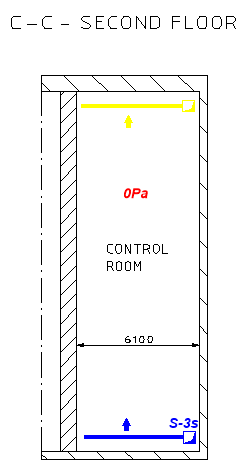 C-C - SECOND FLOOR
0Pa
CONTROL
ROOM
6100
S-3s